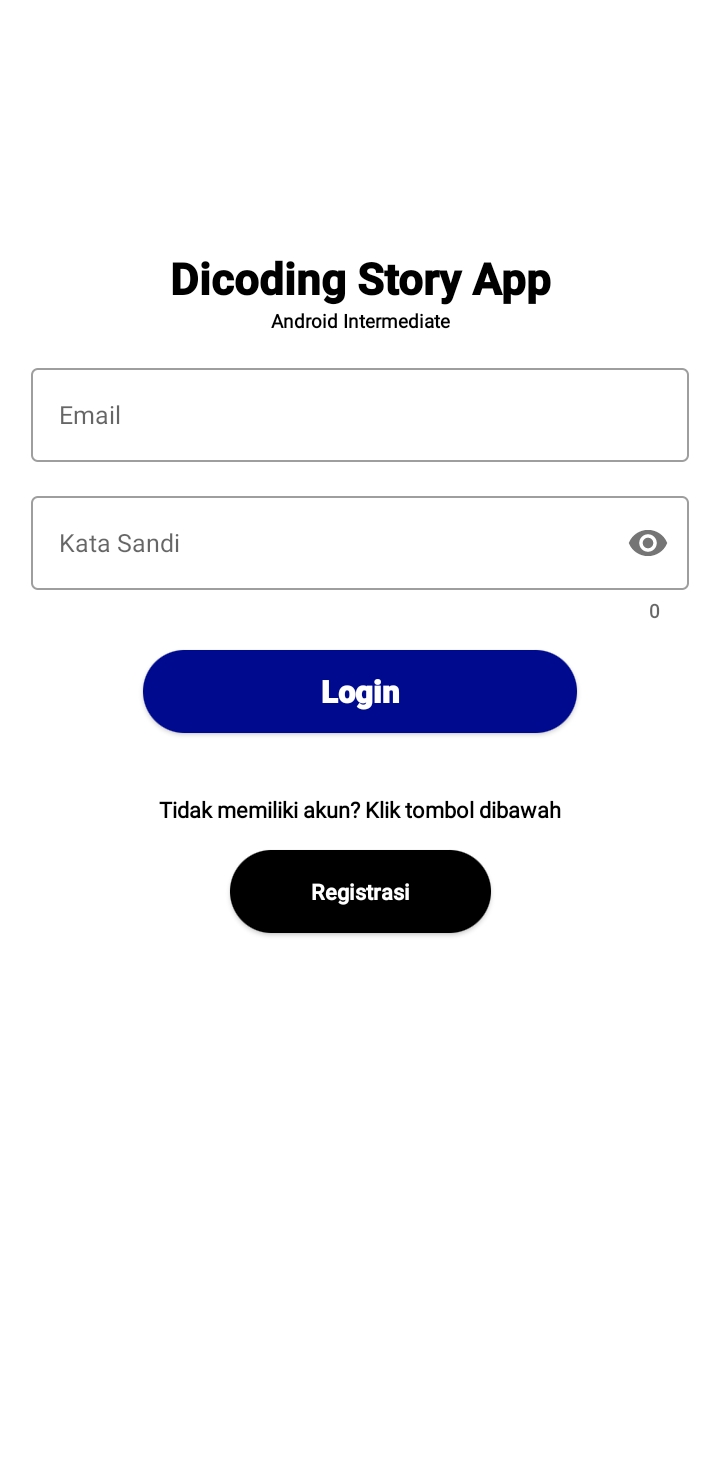 Dicoding Story App
Android Intermediate
Email
Kata Sandi
0
Login
Tidak memiliki akun? Klik tombol dibawah
Registrasi